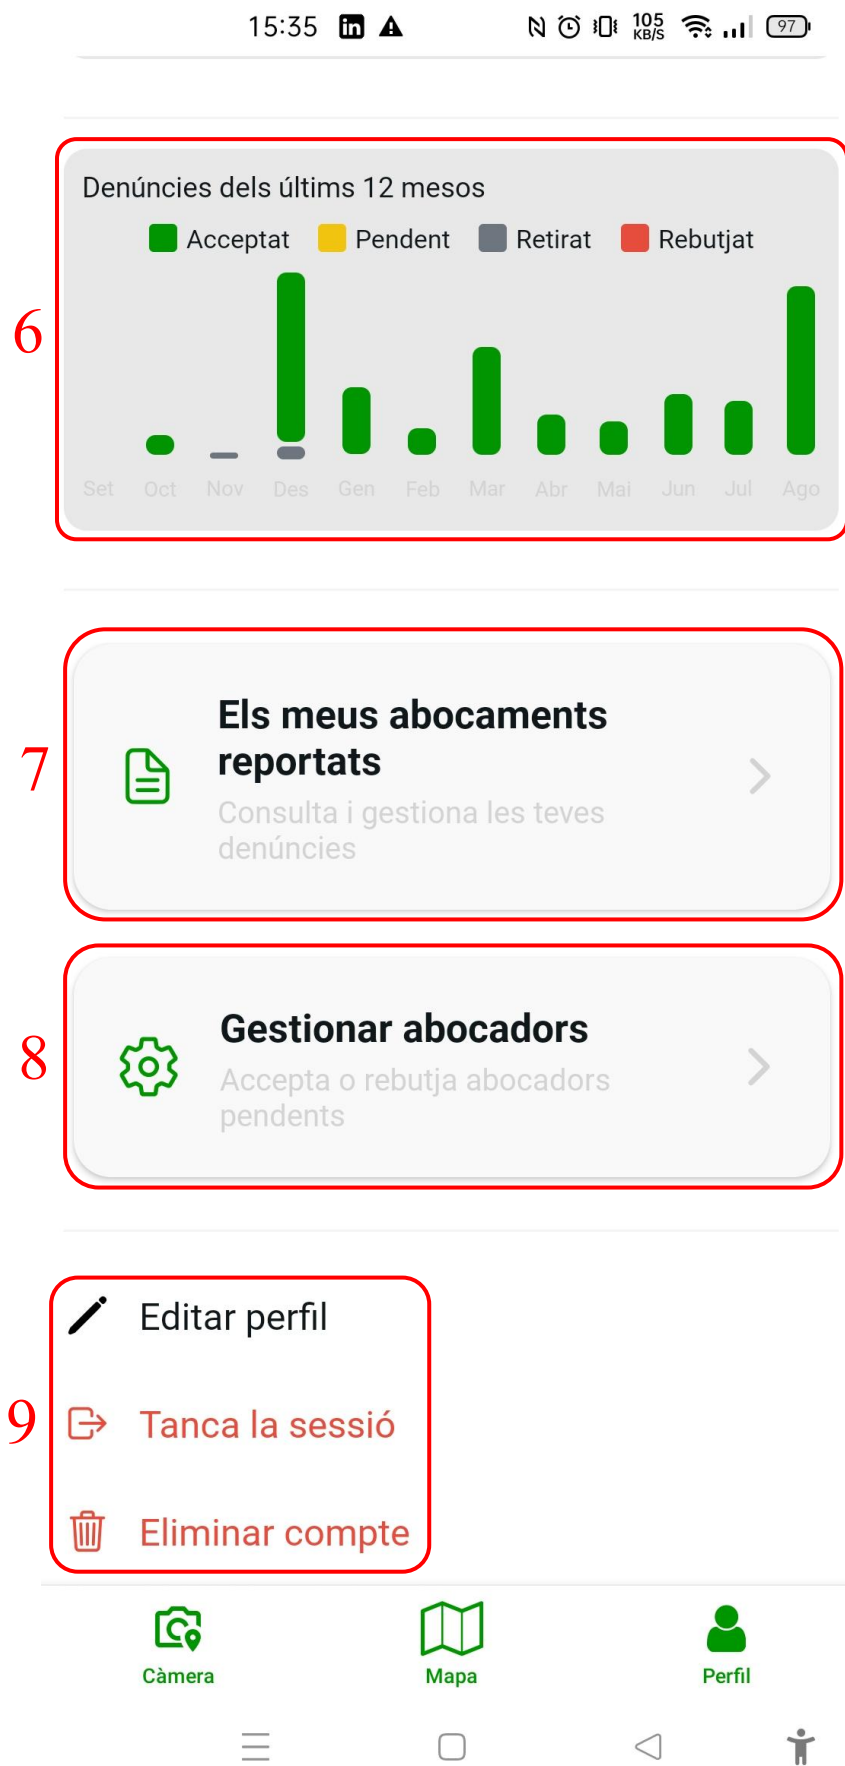 15:35 in 105 KB/S 97
Denúncies dels últims 12 mesos
Acceptat Pendent Retirat Rebutjat
6
Set Oct Nov Des Gen Feb Mar Abr Mai Jun Jul Ago
Els meus abocaments
reportats
7
Consulta i gestiona les teves
denúncies
Gestionar abocadors
8
Accepta o rebutja abocadors
pendents
Editar perfil
9
Tanca la sessió
Eliminar compte
Càmera Mapa Perfil